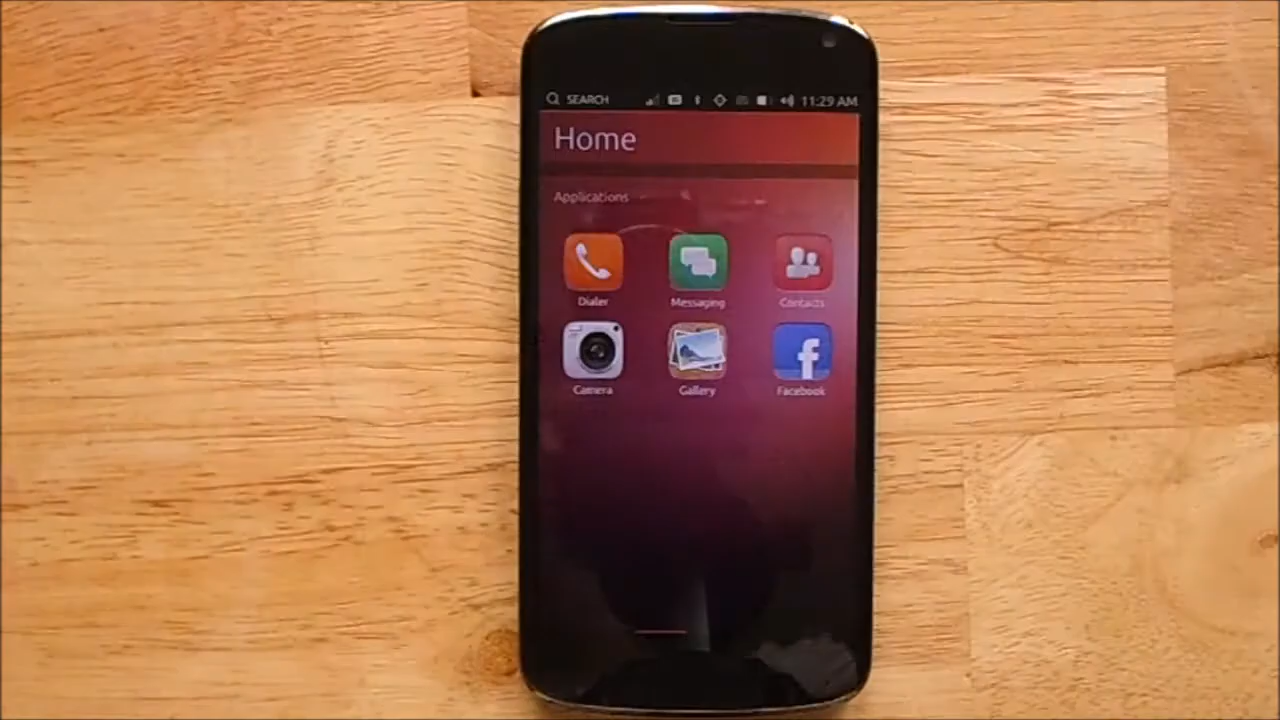 SEARCH 11:29 AM
Home
Applications
Dialer Messaging Contacts
Camera Gallery Facebook